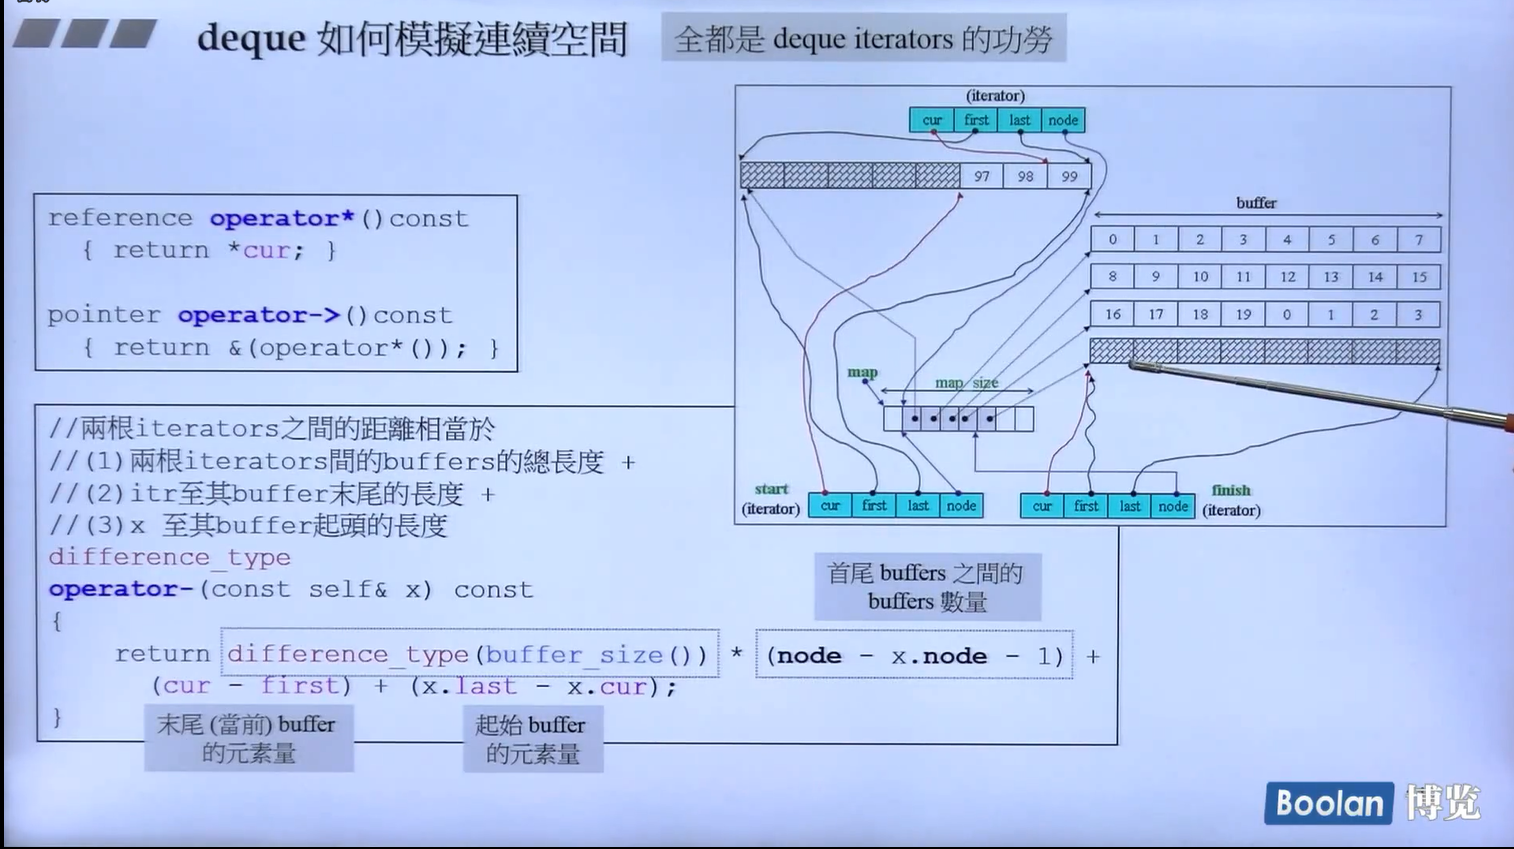 deque 如何模擬連續空間
全都是 deque iterators 的功勞
reference operator*()const
{ return *cur; }
pointer operator->()const
{ return &(operator*()); }
//兩根iterators之間的距離相當於
//(1)兩根iterators間的buffers的總長度 +
//(2)itr至其buffer末尾的長度 +
//(3)x 至其buffer起頭的長度
difference_type
operator-(const self& x) const
{
return difference_type(buffer_size()) * (node - x.node - 1) +
(cur - first) + (x.last - x.cur);
}
末尾 (當前) buffer
的元素量
起始 buffer
的元素量
首尾 buffers 之間的
buffers 數量
(iterator)
cur first last node
97 98 99
buffer
0 1 2 3 4 5 6 7
8 9 10 11 12 13 14 15
16 17 18 19 0 1 2 3
map
map size
start
(iterator)
cur first last node
cur first last node
finish
(iterator)
Boolan 博览